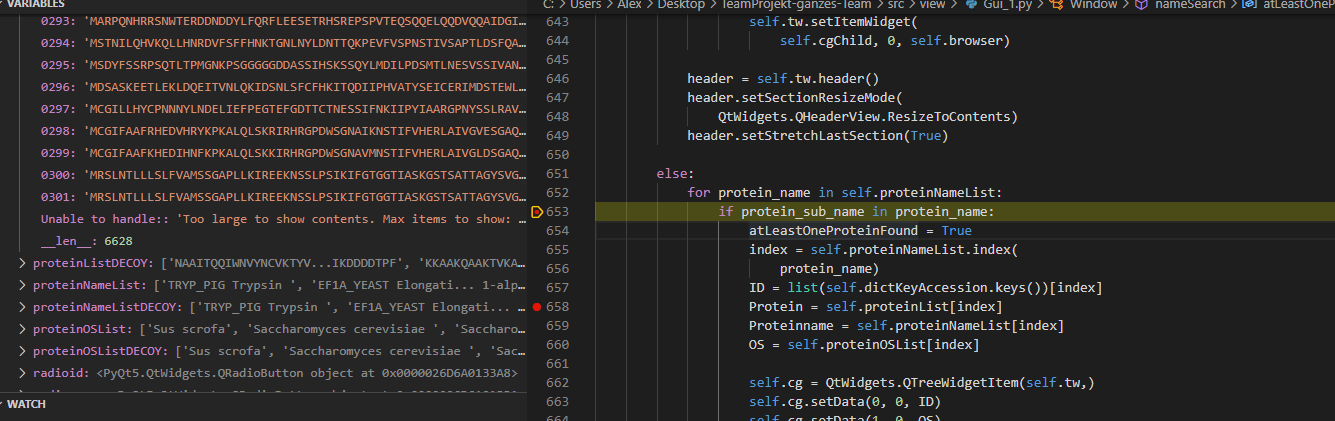 VARIABLES
0293: 'MARPQNHRRSNWTERDDNDDYLFQRFLEESETRHSREPSPVTEQSQQELQQDVQQAIDGI...
0294: 'MSTNILQHVKQLLHNRDVFSFFHNKTGNLNYLDNTTQKPEVFVSPNSTIVSAPTLDSFQA...
0295: 'MSDYFSSRPSQTLTPMGNKPSGGGGGDDASSIHSKSSQYLMDILPDSMTLNESVSSIVAN...
0296: 'MDSASKEETLEKLDQEITVNLQKIDSNLSFCFHKITQDIIPHVATYSEICERIMDSTEWL...
0297: 'MCGILLHYCPNNNYLNDELIEFPEGTEFGDTTCTNESSIFNKIIPYIAARGPNYSSLRAV...
0298: 'MCGIFAAFRHEDVHRYKPKALQLSKRIRHRGPDWSGNAIKNSTIFVHERLAIVGVESGAQ...
0299: 'MCGIFAAFKHEDIHNFKPKALQLSKKIRHRGPDWSGNAVMNSTIFVHERLAIVGLDSGAQ...
0300: 'MRSLNTLLLSLFVAMSSGAPLLKIREEKNSSLPSIKIFGTGGTIASKGSTSATTAGYSVG...
0301: 'MRSLNTLLLSLFVAMSSGAPLLKIREEKNSSLPSIKIFGTGGTIASKGSTSATTAGYSVG...
Unable to handle:: 'Too large to show contents. Max items to show: ...
__len__: 6628
> proteinListDECOY: ['NAAITQQIWNVYNCVKTYV...IKDDDDTPF', 'KKAAKQAAKTVKA...
> proteinNameList: ['TRYP_PIG Trypsin ', 'EF1A_YEAST Elongati... 1-alp...
> proteinNameListDECOY: ['TRYP_PIG Trypsin ', 'EF1A_YEAST Elongati... ...
> proteinOSList: ['Sus scrofa', 'Saccharomyces cerevisiae ', 'Saccharo...
> proteinOSListDECOY: ['Sus scrofa', 'Saccharomyces cerevisiae ', 'Sac...
> radioid: <PyQt5.QtWidgets.QRadioButton object at 0x0000026D6A0133A8>
WATCH
C: > Users > Alex > Desktop > TeamProjekt-ganzes-Team > src > view > Gui_1.py > Window > nameSearch > atLeastOneP
643 self.tw.setItemWidget(
644 self.cgChild, 0, self.browser)
645
646 header = self.tw.header()
647 header.setSectionResizeMode(
648 QtWidgets.QHeaderView.ResizeToContents)
649 header.setStretchLastSection(True)
650
651 else:
652 for protein_name in self.proteinNameList:
653 if protein_sub_name in protein_name:
654 atLeastOneProteinFound = True
655 index = self.proteinNameList.index(
656 protein_name)
657 ID = list(self.dictKeyAccession.keys())[index]
658 Protein = self.proteinList[index]
659 Proteinname = self.proteinNameList[index]
660 OS = self.proteinOSList[index]
661
662 self.cg = QtWidgets.QTreeWidgetItem(self.tw,)
663 self.cg.setData(0, 0, ID)
664 self.cg.setData(1, 0, OS)